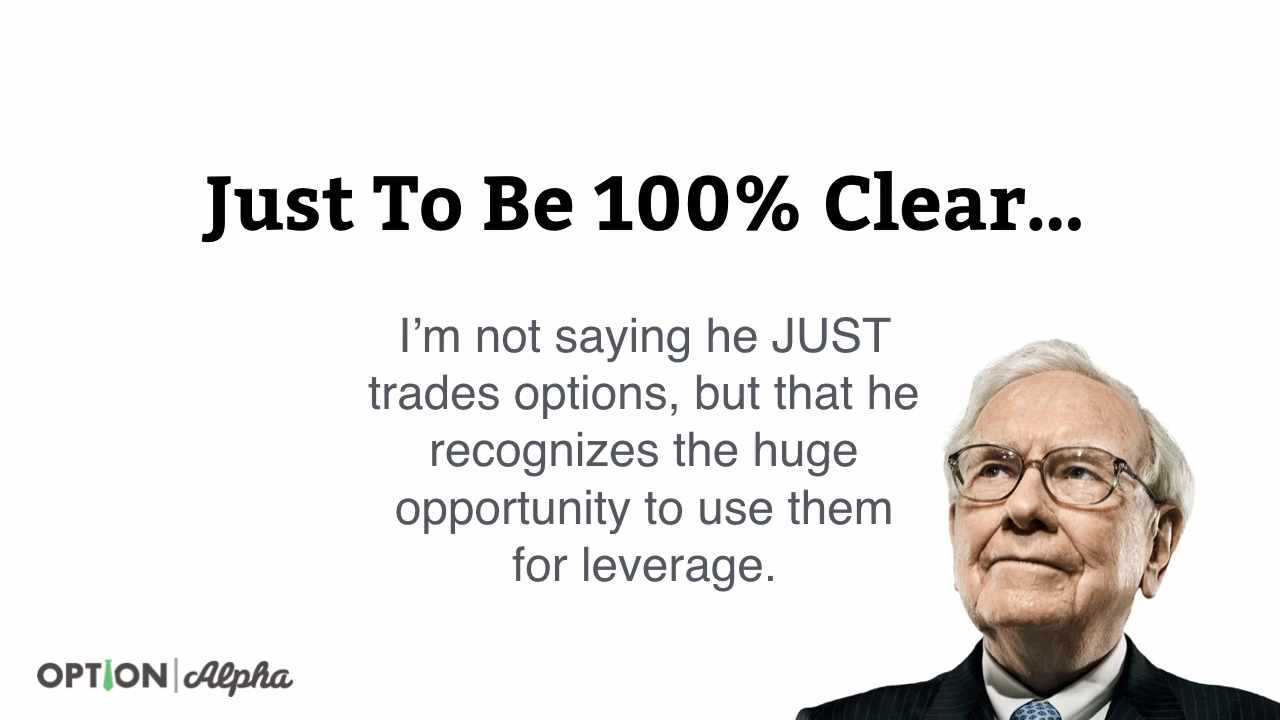 Just To Be 100% Clear...
I’m not saying he JUST
trades options, but that he
recognizes the huge
opportunity to use them
for leverage.
OPTION | Alpha